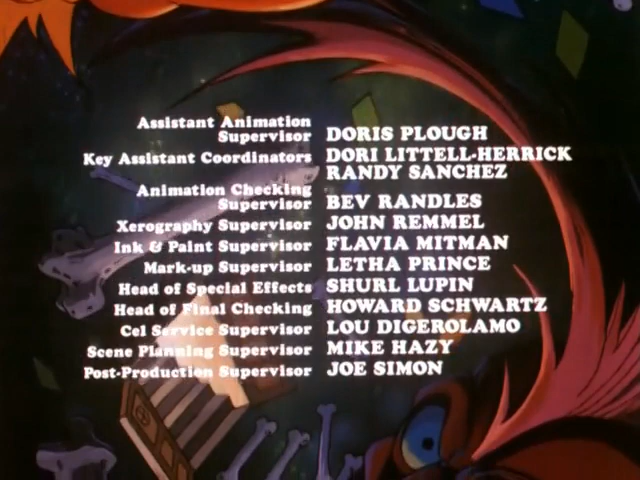 Assistant Animation
Supervisor DORIS PLOUGH
Key Assistant Coordinators DORI LITTELL-HERRICK
RANDY SANCHEZ
Animation Checking
Supervisor BEV RANDLES
Xerography Supervisor JOHN REMMEL
Ink & Paint Supervisor FLAVIA MITMAN
Mark-up Supervisor LETHA PRINCE
Head of Special Effects SHURL LUPIN
Head of Final Checking HOWARD SCHWARTZ
Cel Service Supervisor LOU DIGEROLAMO
Scene Planning Supervisor MIKE HAZY
Post-Production Supervisor JOE SIMON